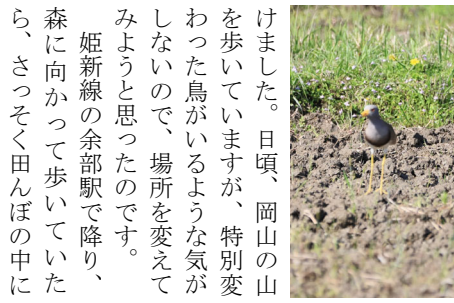 けました。日頃、岡山の山
を歩いていますが、特別変
わった鳥がいるような気が
しないので、場所を変えて
みようと思ったのです。
姫新線の余部駅で降り、
森に向かって歩いていた
ら、さっそく田んぼの中に